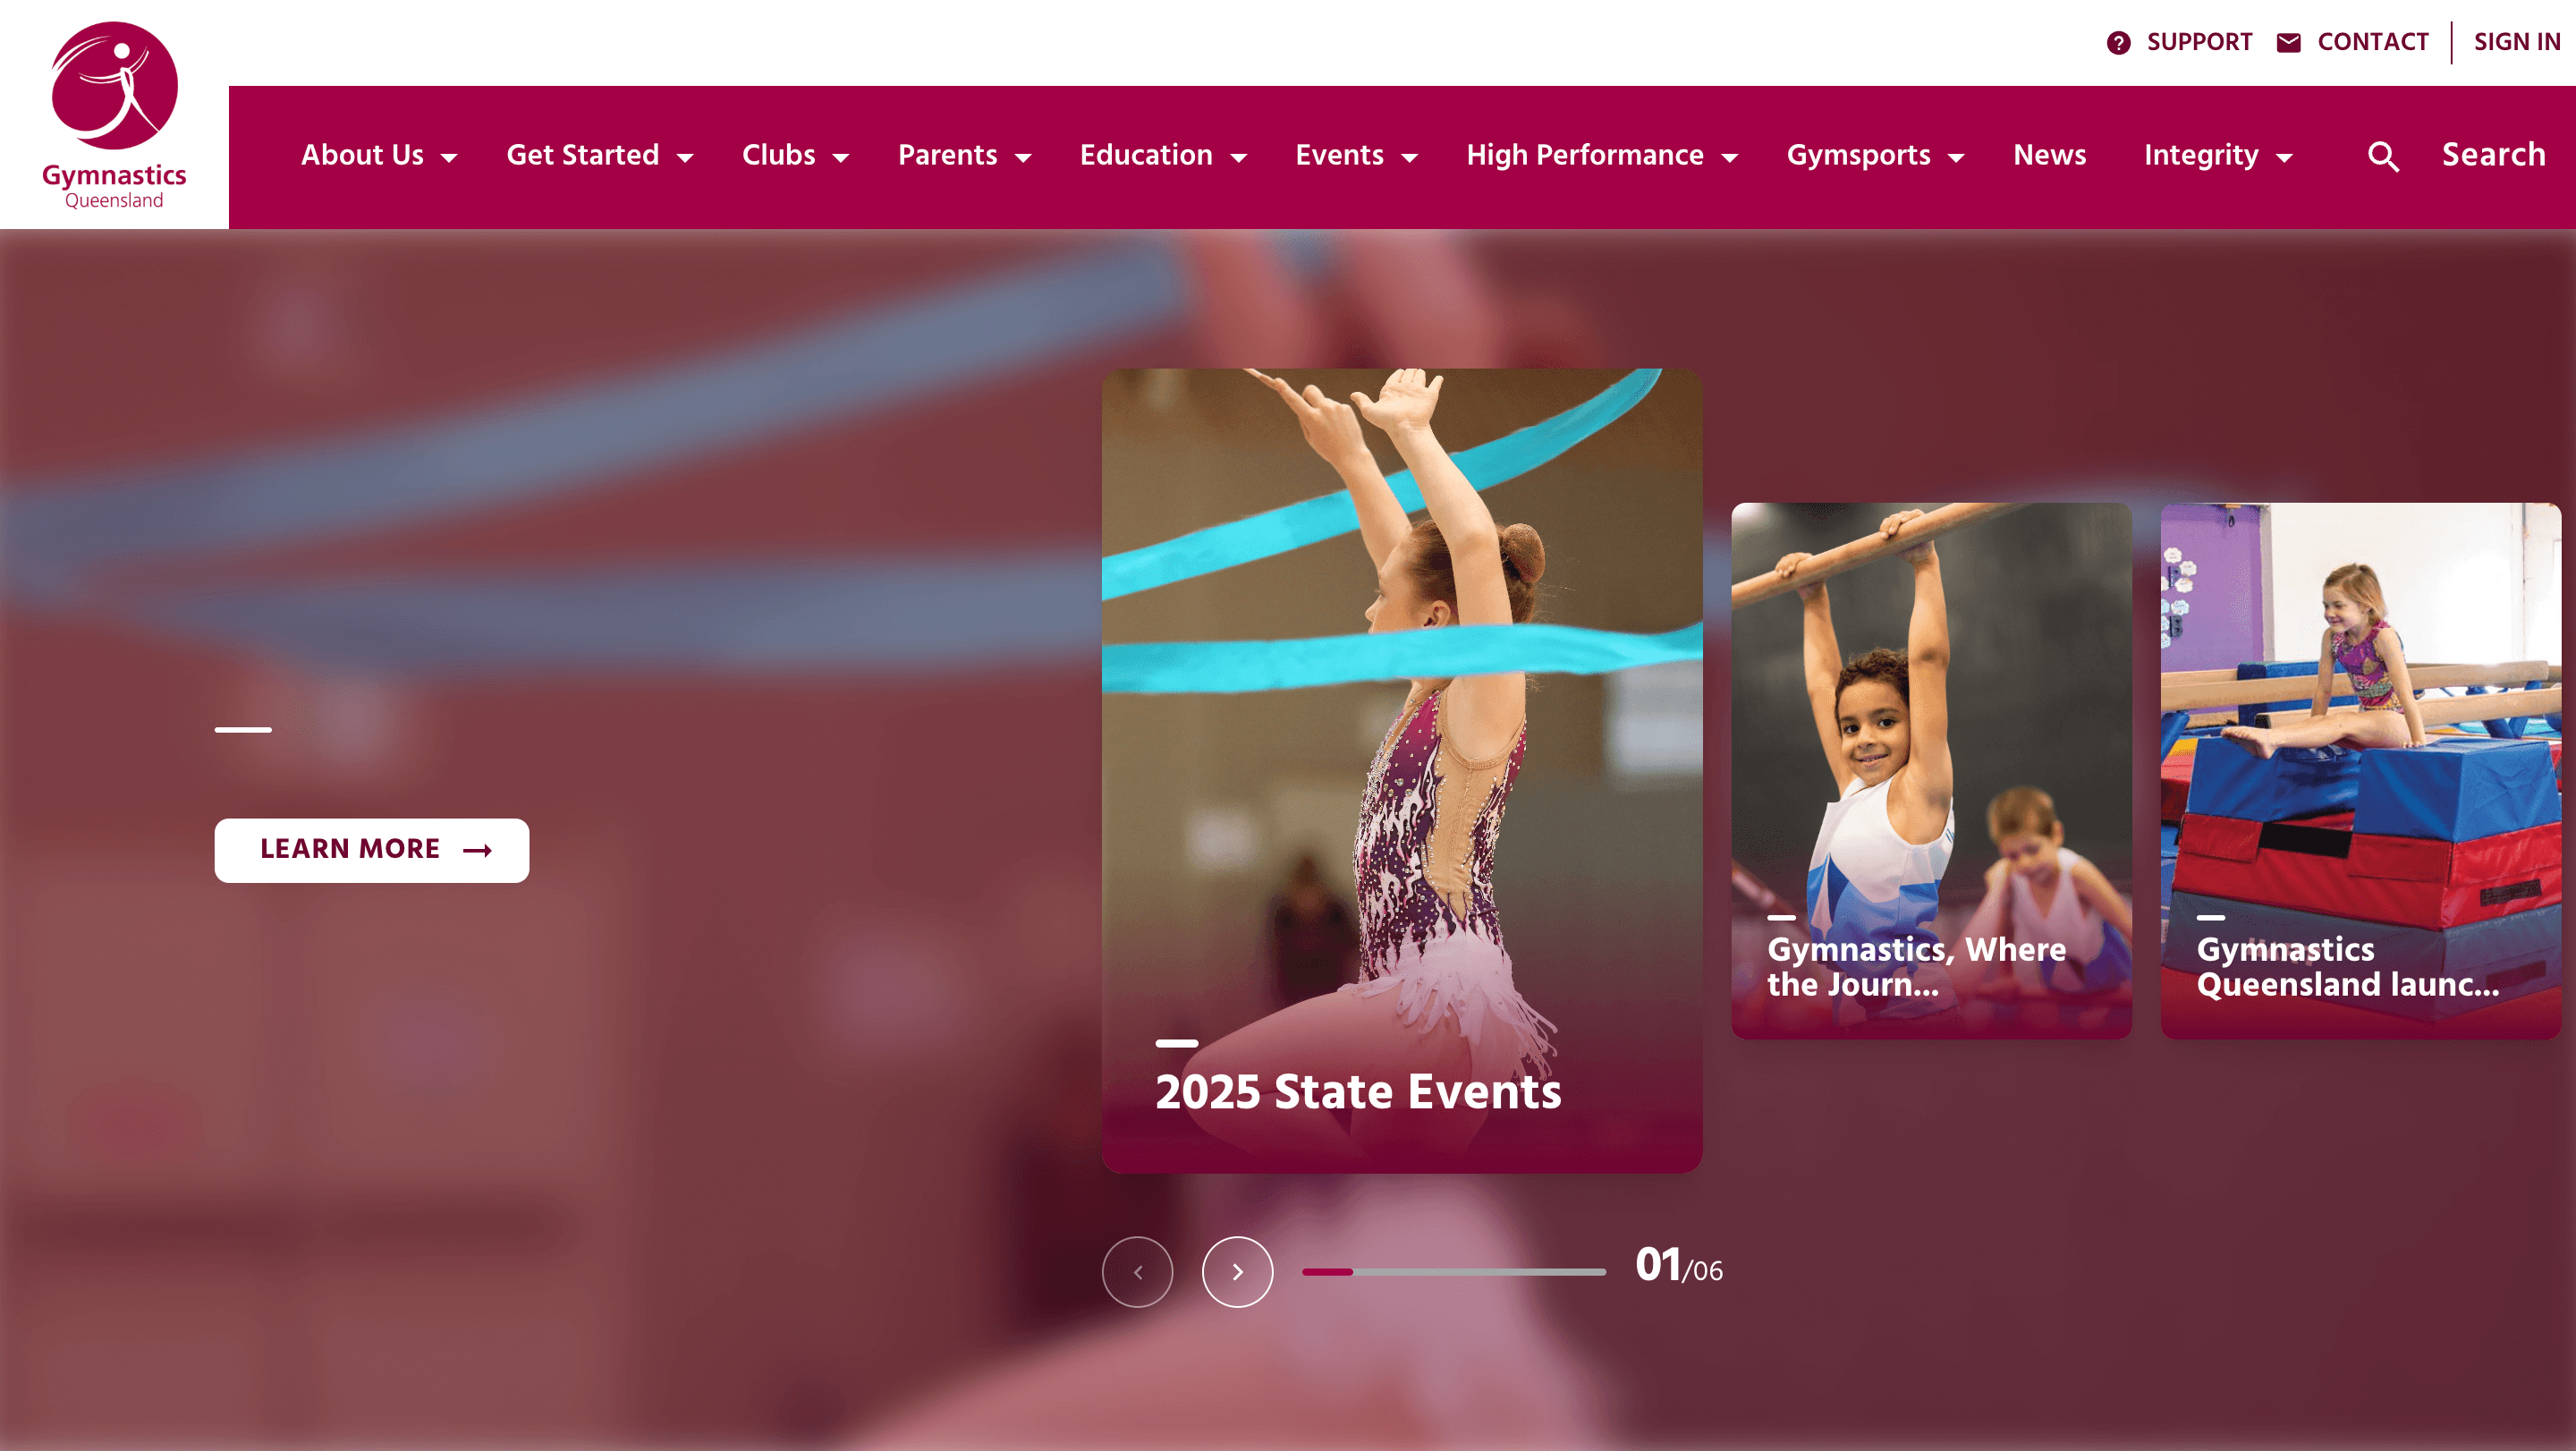 SUPPORT
CONTACT
SIGN IN
Gymnastics
Queensland
About Us
Get Started
Clubs
Parents
Education
Events
High Performance
Gymsports
News
Integrity
Search
LEARN MORE
2025 State Events
Gymnastics, Where
the Journ...
Gymnastics
Queensland launc...
01/06